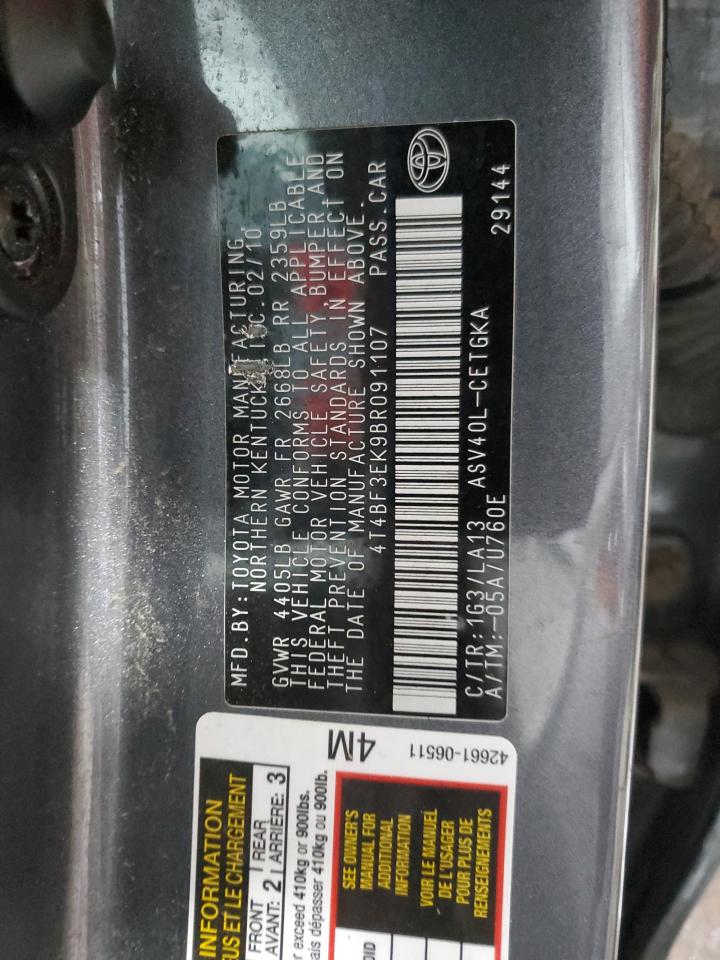 MFD.BY:TOYOTA MOTOR MANUFACTURING
NORTHERN KENTUCKY INC. 02/10
GVWR 4405LB GAWR FR 2668LB RR 2359LB
THIS VEHICLE CONFORMS TO ALL APPLICABLE
FEDERAL MOTOR VEHICLE SAFETY,BUMPER AND
THEFT PREVENTION STANDARDS IN EFFECT ON
THE DATE OF MANUFACTURE SHOWN ABOVE.
4T4BF3EK9BR091107 PASS.CAR
C/TR:1G3/LA13 ASV40L-CETGKA
A/TM:-05A/U760E 29144
4M
42661-06511
INFORMATION
US ET LE CHARGEMENT
FRONT REAR
AVANT: 2 ARRIÈRE: 3
r exceed 410kg or 900lbs.
ais dépasser 410kg ou 900lb.
SEE OWNER'S
MANUAL FOR
ADDITIONAL
INFORMATION
VOIR LE MANUEL
DE L'USAGER
POUR PLUS DE
RENSEIGNEMENTS